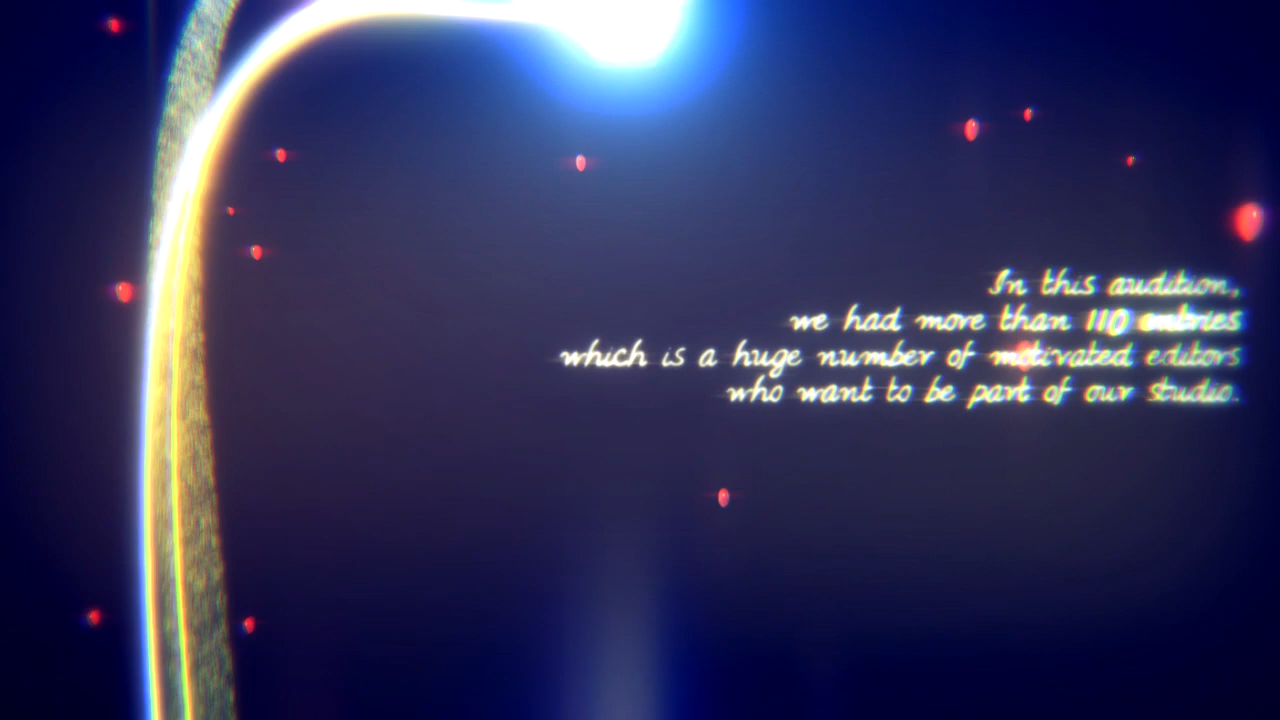 In this audition,
we had more than 110 entries
which is a huge number of motivated editors
who want to be part of our studio.